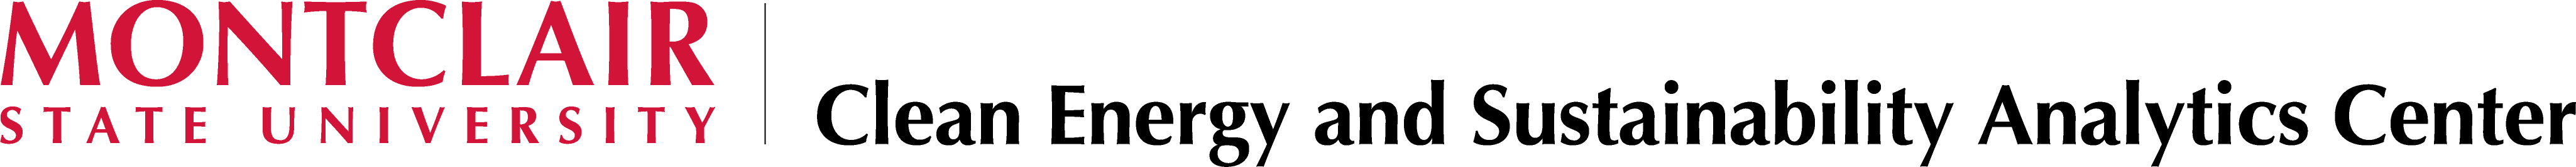 MONTCLAIR
STATE UNIVERSITY
Clean Energy and Sustainability Analytics Center